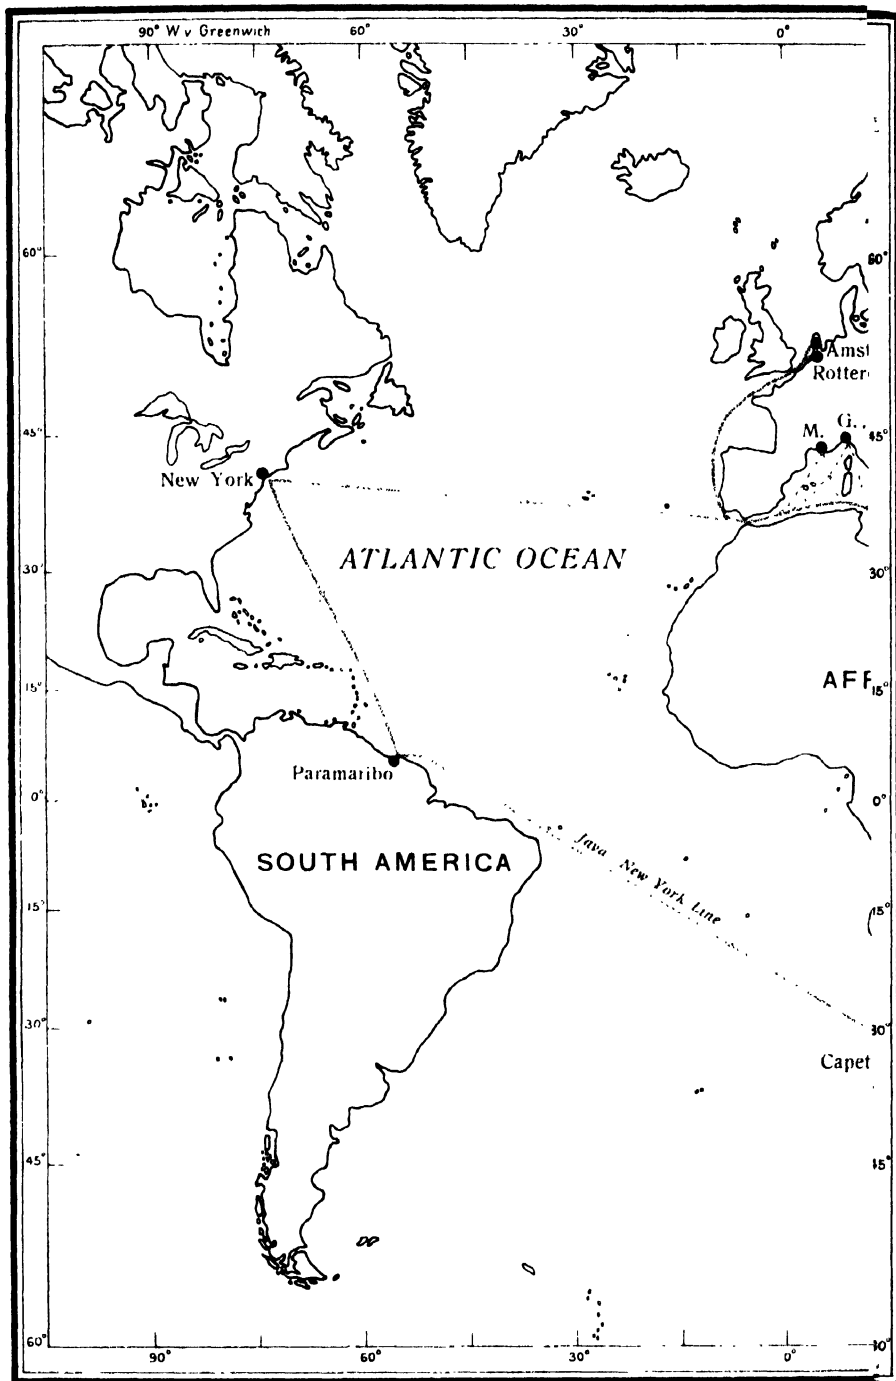 90° W v Greenwich 60° 30° 0°
60° 60°
Amst
Rotter
M. G.
45° 45°
New York
ATLANTIC OCEAN
30° 30°
15° AFF 15°
Paramaribo
0° 0°
SOUTH AMERICA
Java New York Line
15° 15°
30° 30°
Capet
45° 45°
60° 30°
90° 60° 30° 0°